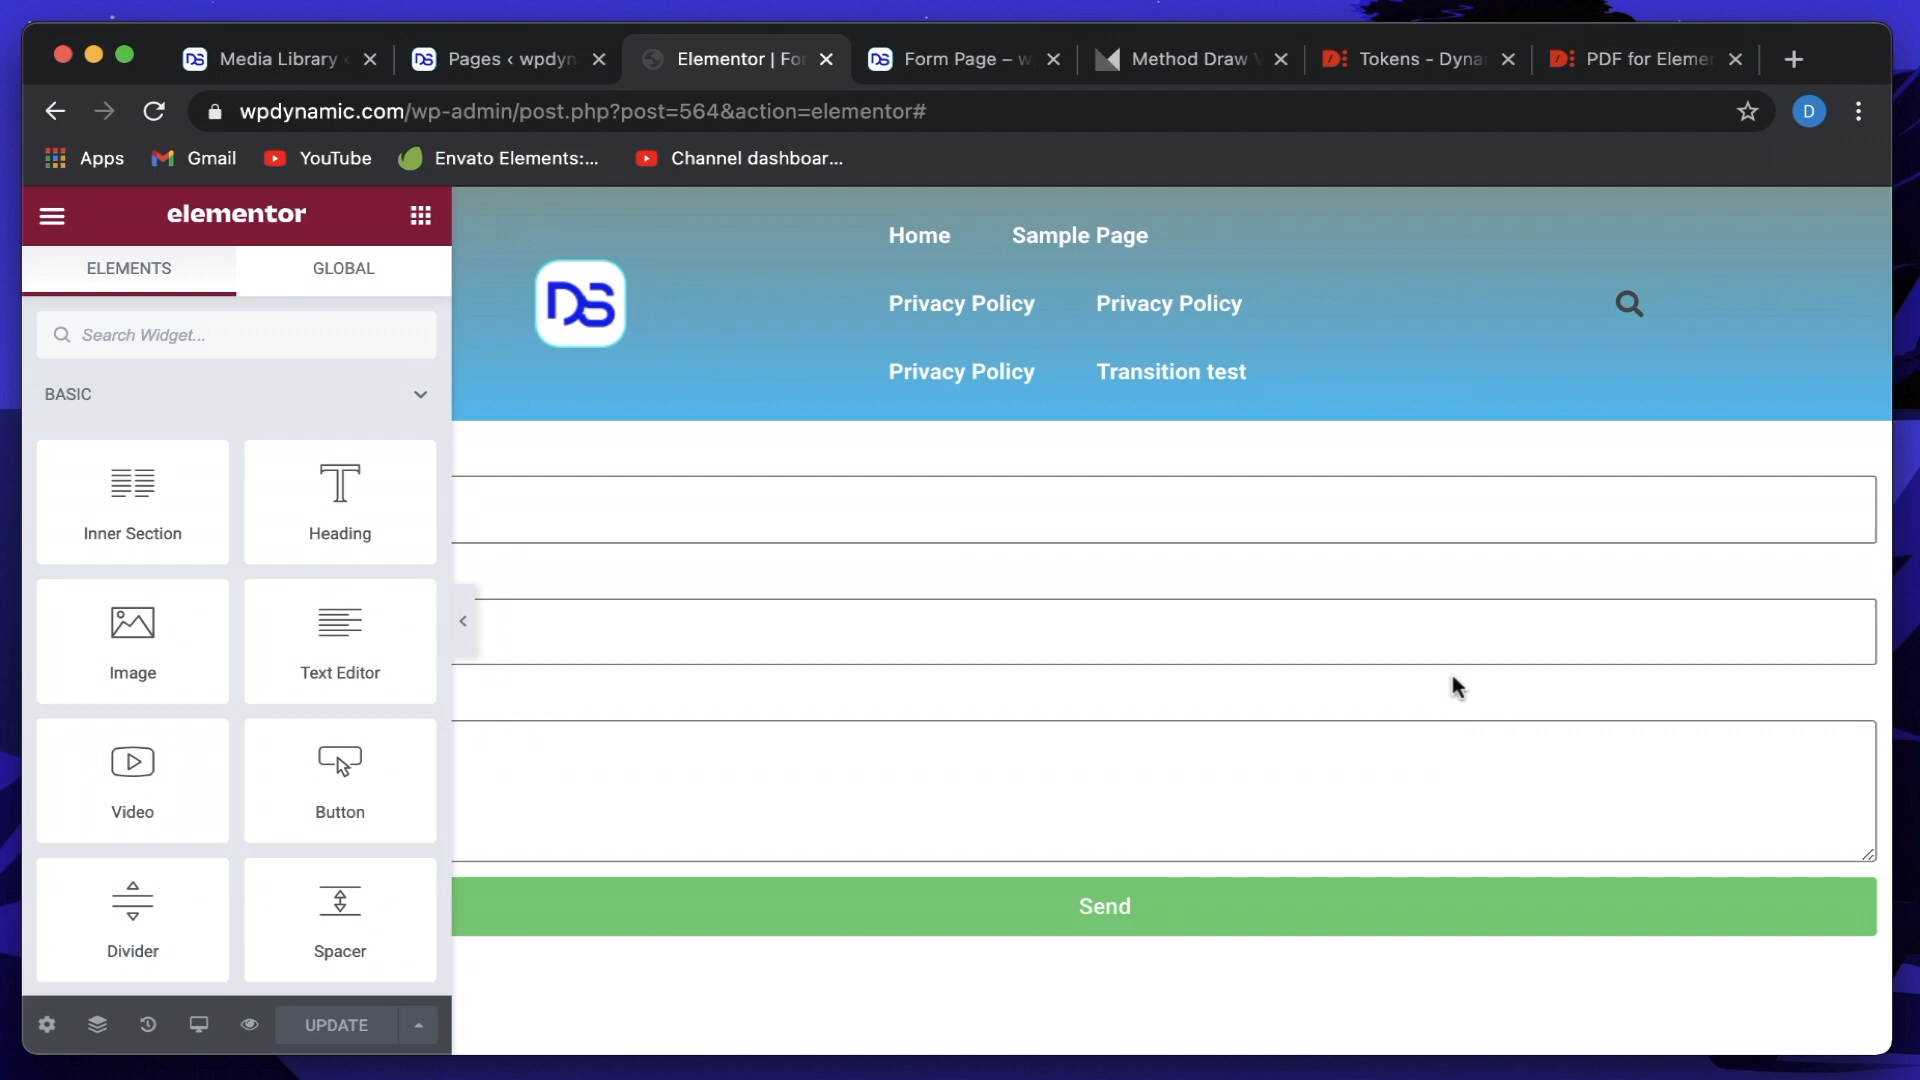 Media Library
Pages ‹ wpdyn
Elementor | Fo
Form Page – w
Method Draw
Tokens - Dyna
PDF for Eleme
wpdynamic.com/wp-admin/post.php?post=564&action=elementor#
D
Apps
Gmail
YouTube
Envato Elements:...
Channel dashboar...
elementor
ELEMENTS
GLOBAL
Search Widget...
BASIC
Inner Section
Heading
Image
Text Editor
Video
Button
Divider
Spacer
UPDATE
DS
Home
Sample Page
Privacy Policy
Privacy Policy
Privacy Policy
Transition test
Send